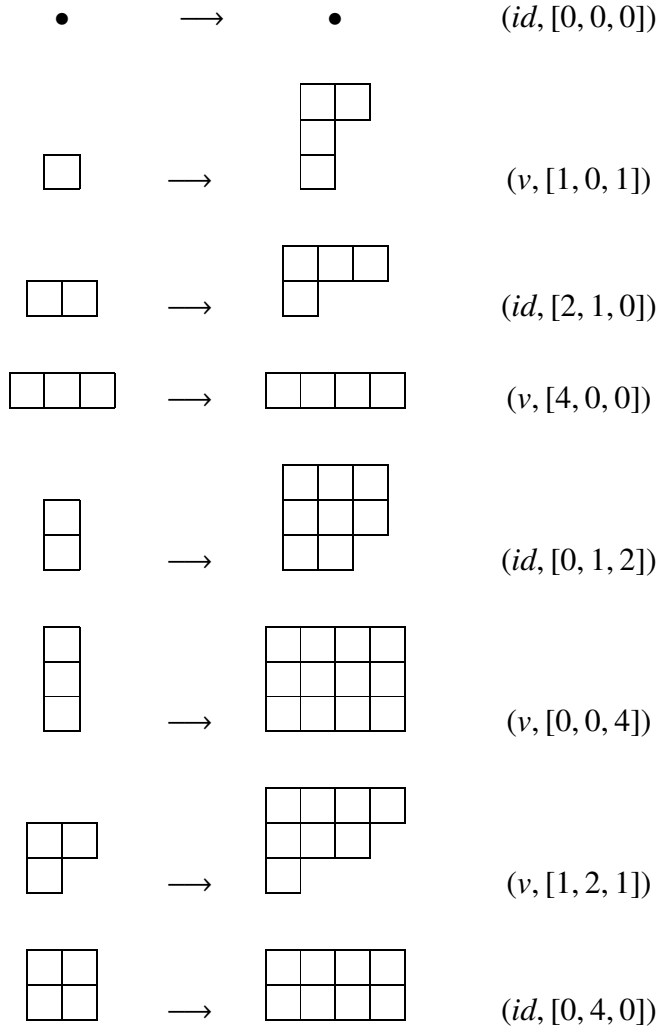 • ⟶ • (id, [0, 0, 0])
⟶ (v, [1, 0, 1])
⟶ (id, [2, 1, 0])
⟶ (v, [4, 0, 0])
⟶ (id, [0, 1, 2])
⟶ (v, [0, 0, 4])
⟶ (v, [1, 2, 1])
⟶ (id, [0, 4, 0])